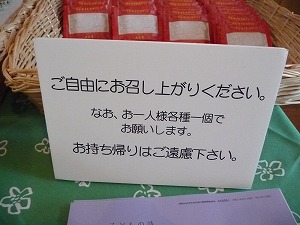 ご自由にお召し上がりください。
なお、お一人様各種一個で
お願いします。
お持ち帰りはご遠慮下さい。